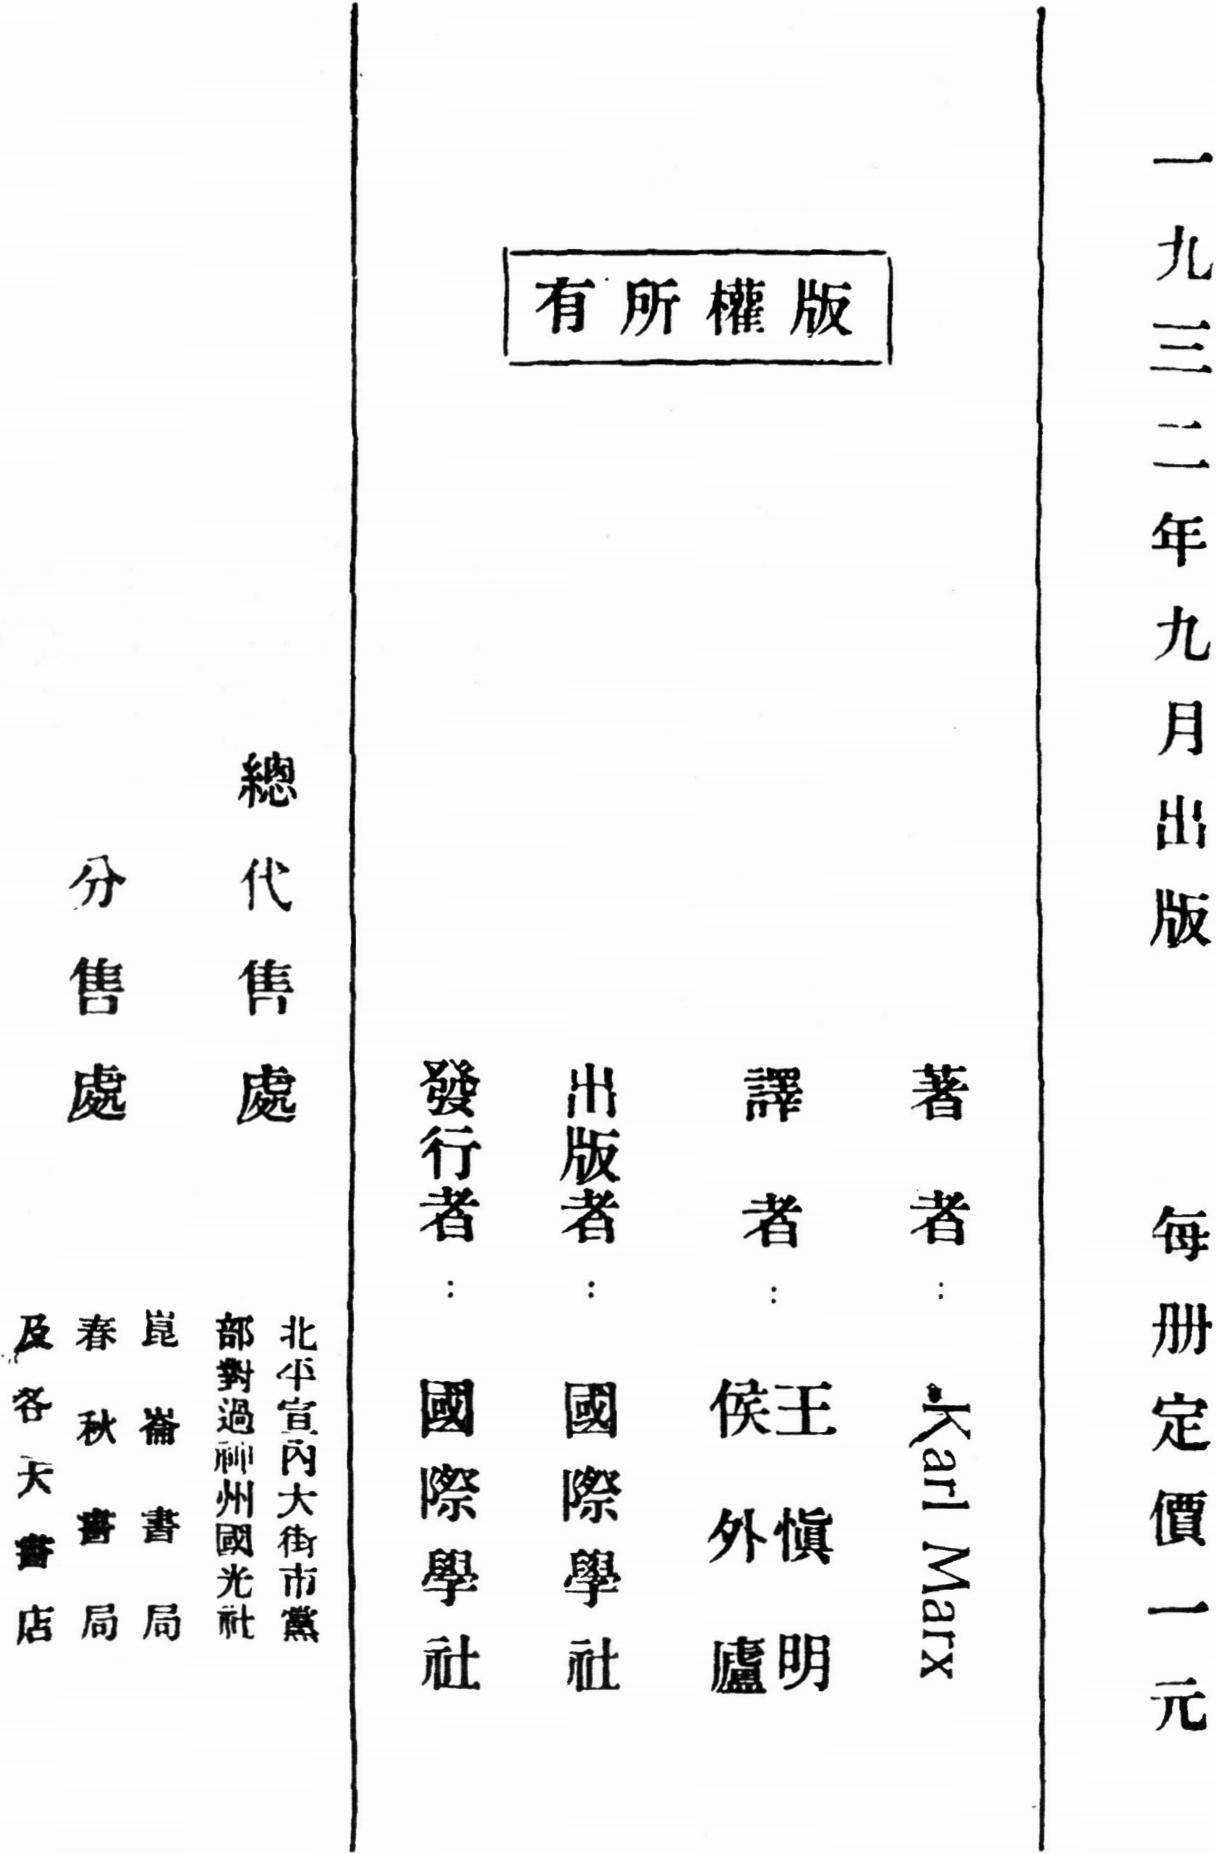 一九三二年九月出版　每册定價一元
版權所有
著者：Karl Marx
譯者：王愼明
侯外廬
出版者：國際學社
發行者：國際學社
總代售處
北平宣內大街市黨
部對過神州國光社
分售處
崑崙書局
春秋書局
及各大書店